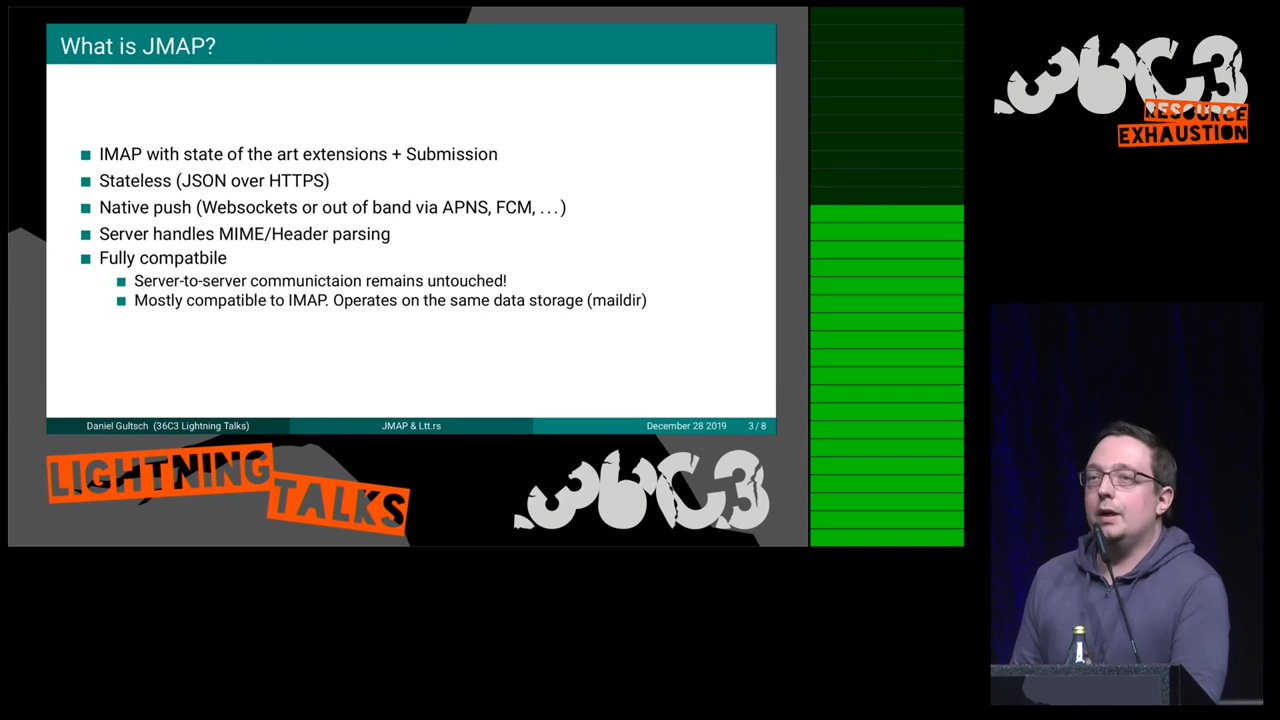 What is JMAP?
IMAP with state of the art extensions + Submission
Stateless (JSON over HTTPS)
Native push (Websockets or out of band via APNS, FCM, ...)
Server handles MIME/Header parsing
Fully compatbile
Server-to-server communictaion remains untouched!
Mostly compatible to IMAP. Operates on the same data storage (maildir)
Daniel Gultsch (36C3 Lightning Talks) JMAP & Ltt.rs December 28 2019 3 / 8
LIGHTNING
TALKS
36C3
36C3
RESOURCE
EXHAUSTION